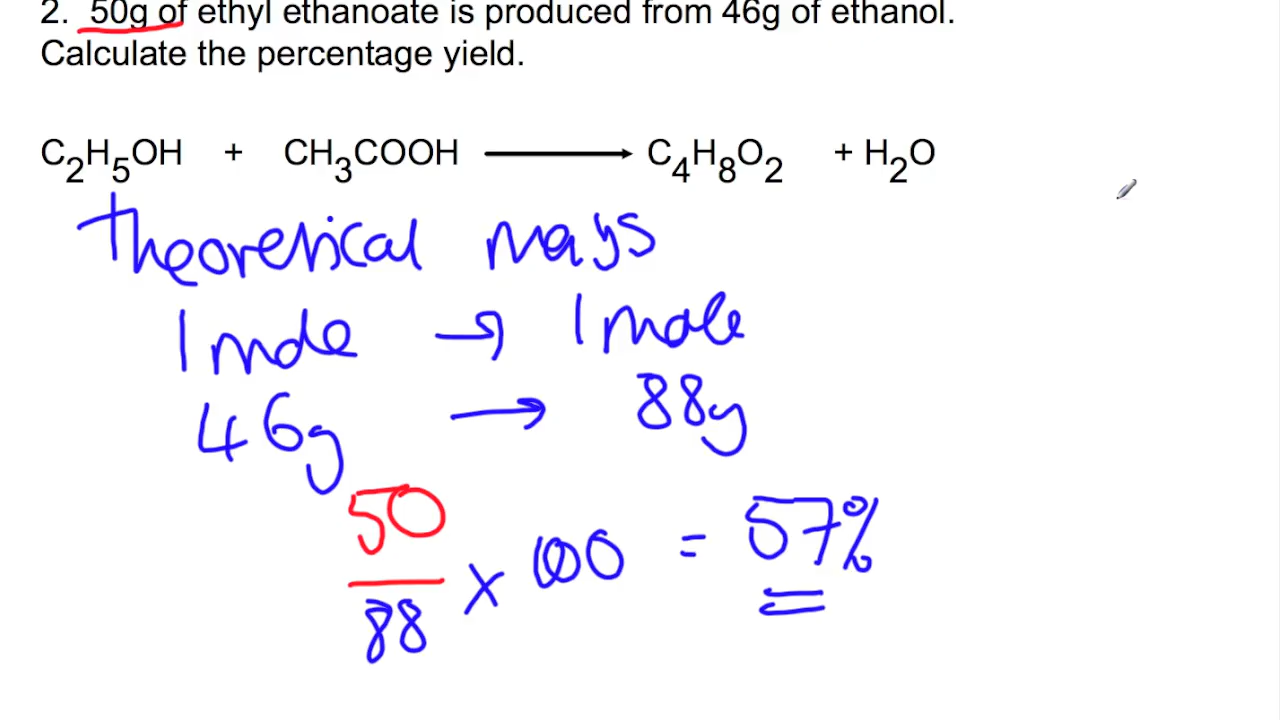 2. 50g of ethyl ethanoate is produced from 46g of ethanol.
Calculate the percentage yield.
C₂H₅OH + CH₃COOH ⟶ C₄H₈O₂ + H₂O
Theoretical mass
1 mole → 1 mole
46g → 88g
50
88 × 100 = 57%